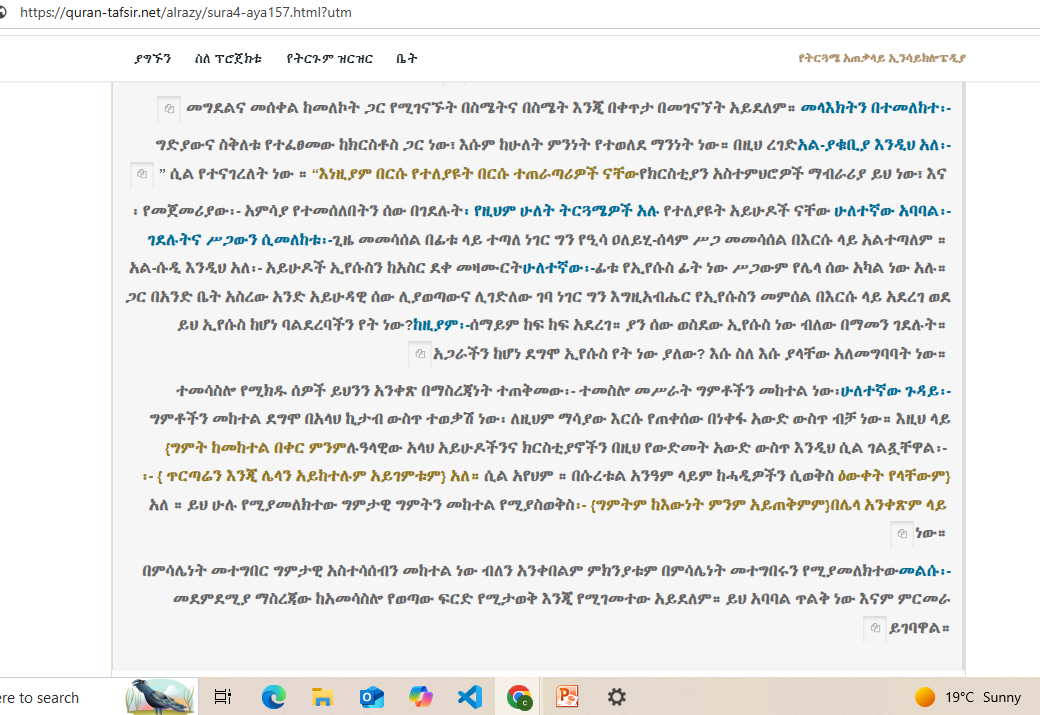 https://quran-tafsir.net/alrazy/sura4-aya157.html?utm
ያግኙን ስለ ፕሮጀክቱ የትርጉም ዝርዝር ቤት የትርጓሜ አጠቃላይ ኢንሳይክሎፔዲያ
መግደልና መሰቀል ከመለኮት ጋር የሚገናኙት በስሜትና በስሜት እንጂ በቀጥታ በመገናኘት አይደለም። መላእክትን በተመለከተ፡-
ግድያውና ስቅለቱ የተፈፀመው ከክርስቶስ ጋር ነው፣ እሱም ከሁለት ምንነት የተወለደ ማንነት ነው። በዚህ ረገድአል-ያቁቢያ እንዲህ አለ፡-
” ሲል የተናገረለት ነው ። “እነዚያም በርሱ የተለያዩት በርሱ ተጠራጣሪዎች ናቸውየክርስቲያን አስተምህሮዎች ማብራሪያ ይህ ነው፣ እና
፡ የመጀመሪያው፡- አምሳያ የተመሰለበትን ሰው በገደሉት፡ የዚህም ሁለት ትርጓሜዎች አሉ የተለያዩት አይሁዶች ናቸው ሁለተኛው አባባል፡-
ገደሉትና ሥጋውን ሲመለከቱ፡-ጊዜ መመሳሰል በፊቱ ላይ ተጣለ ነገር ግን የዒሳ ዐለይሂ-ሰላም ሥጋ መመሳሰል በእርሱ ላይ አልተጣለም ።
አል-ሱዲ እንዲህ አለ፡- አይሁዶች ኢየሱስን ከአስር ደቀ መዛሙርትሁለተኛው፡-ፊቱ የኢየሱስ ፊት ነው ሥጋውም የሌላ ሰው አካል ነው አሉ።
ጋር በአንድ ቤት አስረው አንድ አይሁዳዊ ሰው ሊያወጣውና ሊገድለው ገባ ነገር ግን እግዚአብሔር የኢየሱስን መምሰል በእርሱ ላይ አደረገ ወደ
ይህ ኢየሱስ ከሆነ ባልደረባችን የት ነው?ከዚያም፡-ሰማይም ከፍ ከፍ አደረገ። ያን ሰው ወስደው ኢየሱስ ነው ብለው በማመን ገደሉት።
አጋራችን ከሆነ ደግሞ ኢየሱስ የት ነው ያለው? እሱ ስለ እሱ ያላቸው አለመግባባት ነው።
ተመሳስሎ የሚክዱ ሰዎች ይህንን አንቀጽ በማስረጃነት ተጠቅመው፡- ተመስሎ መሥራት ግምቶችን መከተል ነው፡ሁለተኛው ጉዳይ፡-
ግምቶችን መከተል ደግሞ በአላህ ኪታብ ውስጥ ተወቃሽ ነው፡ ለዚህም ማሳያው እርሱ የጠቀሰው በነቀፋ አውድ ውስጥ ብቻ ነው። እዚህ ላይ
{ግምት ከመከተል በቀር ምንምሉዓላዊው አላህ አይሁዶችንና ክርስቲያኖችን በዚህ የውድመት አውድ ውስጥ እንዲህ ሲል ገልጿቸዋል፡-
፡- { ጥርጣሬን እንጂ ሌላን አይከተሉም አይገምቱም} አለ። ሲል አየህም ። በሱረቱል አንዓም ላይም ከሓዲዎችን ሲወቅስ ዕውቀት የላቸውም}
አለ ። ይህ ሁሉ የሚያመለክተው ግምታዊ ግምትን መከተል የሚያስወቅስ፡- {ግምትም ከእውነት ምንም አይጠቅምም}በሌላ አንቀጽም ላይ
ነው።
በምሳሌነት መተግበር ግምታዊ አስተሳሰብን መከተል ነው ብለን አንቀበልም ምክንያቱም በምሳሌነት መተግበሩን የሚያመለክተውመልሱ፡-
መደምደሚያ ማስረጃው ከአመሳስሎ የወጣው ፍርድ የሚታወቅ እንጂ የሚገመተው አይደለም። ይህ አባባል ጥልቅ ነው እናም ምርመራ
ይገባዋል።
ere to search 19°C Sunny